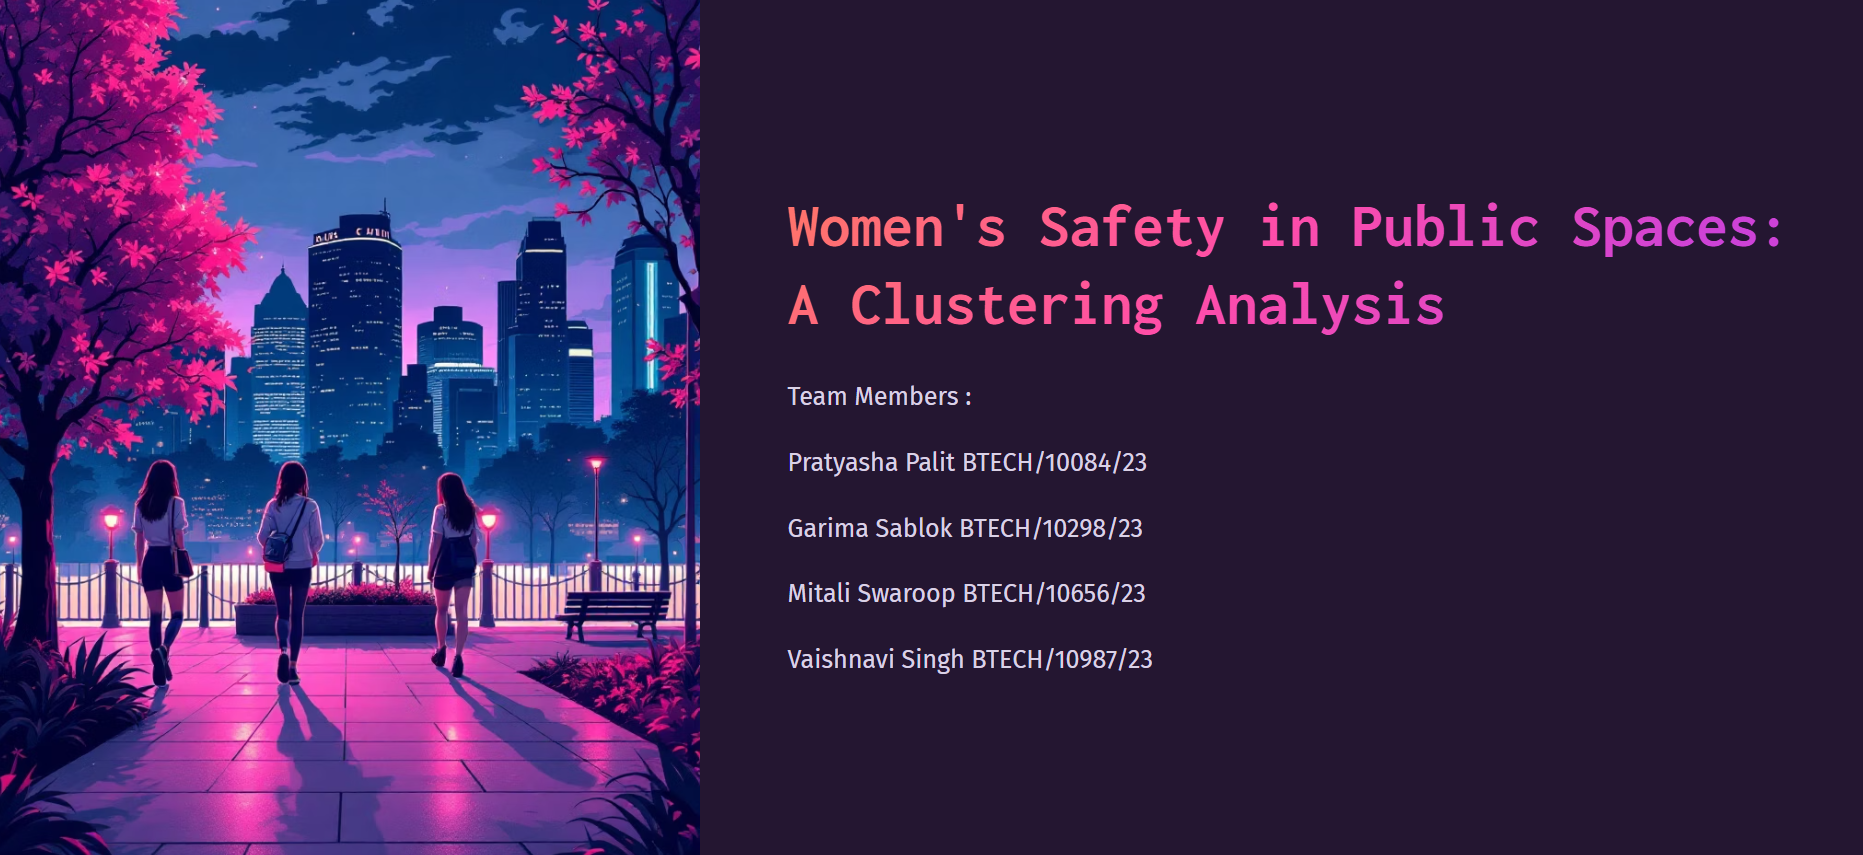 Women's Safety in Public Spaces:
A Clustering Analysis
Team Members :
Pratyasha Palit BTECH/10084/23
Garima Sablok BTECH/10298/23
Mitali Swaroop BTECH/10656/23
Vaishnavi Singh BTECH/10987/23